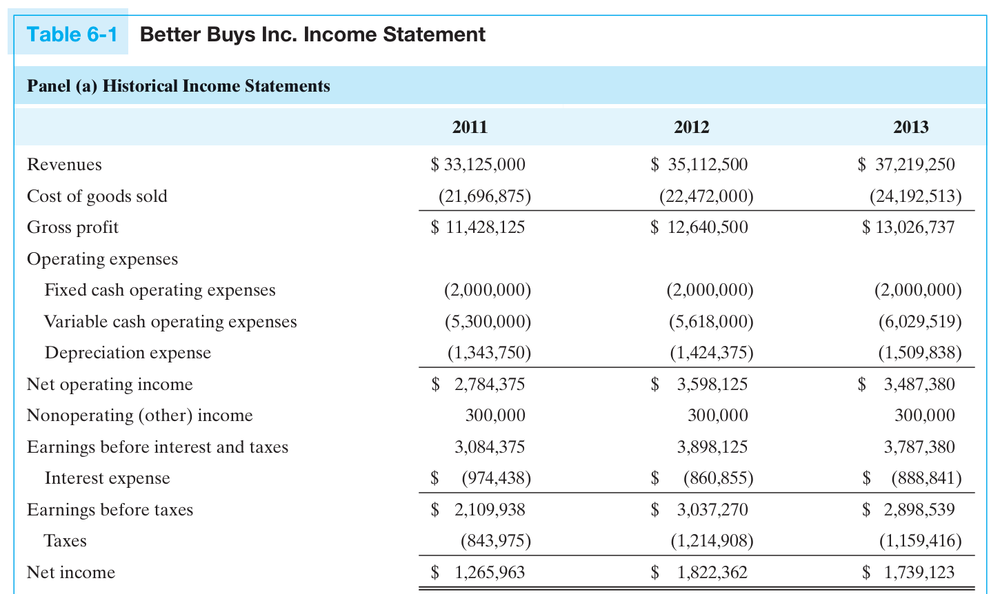 Table 6-1 Better Buys Inc. Income Statement
Panel (a) Historical Income Statements
2011 2012 2013
Revenues $ 33,125,000 $ 35,112,500 $ 37,219,250
Cost of goods sold (21,696,875) (22,472,000) (24,192,513)
Gross profit $ 11,428,125 $ 12,640,500 $ 13,026,737
Operating expenses
Fixed cash operating expenses (2,000,000) (2,000,000) (2,000,000)
Variable cash operating expenses (5,300,000) (5,618,000) (6,029,519)
Depreciation expense (1,343,750) (1,424,375) (1,509,838)
Net operating income $ 2,784,375 $ 3,598,125 $ 3,487,380
Nonoperating (other) income 300,000 300,000 300,000
Earnings before interest and taxes 3,084,375 3,898,125 3,787,380
Interest expense $ (974,438) $ (860,855) $ (888,841)
Earnings before taxes $ 2,109,938 $ 3,037,270 $ 2,898,539
Taxes (843,975) (1,214,908) (1,159,416)
Net income $ 1,265,963 $ 1,822,362 $ 1,739,123